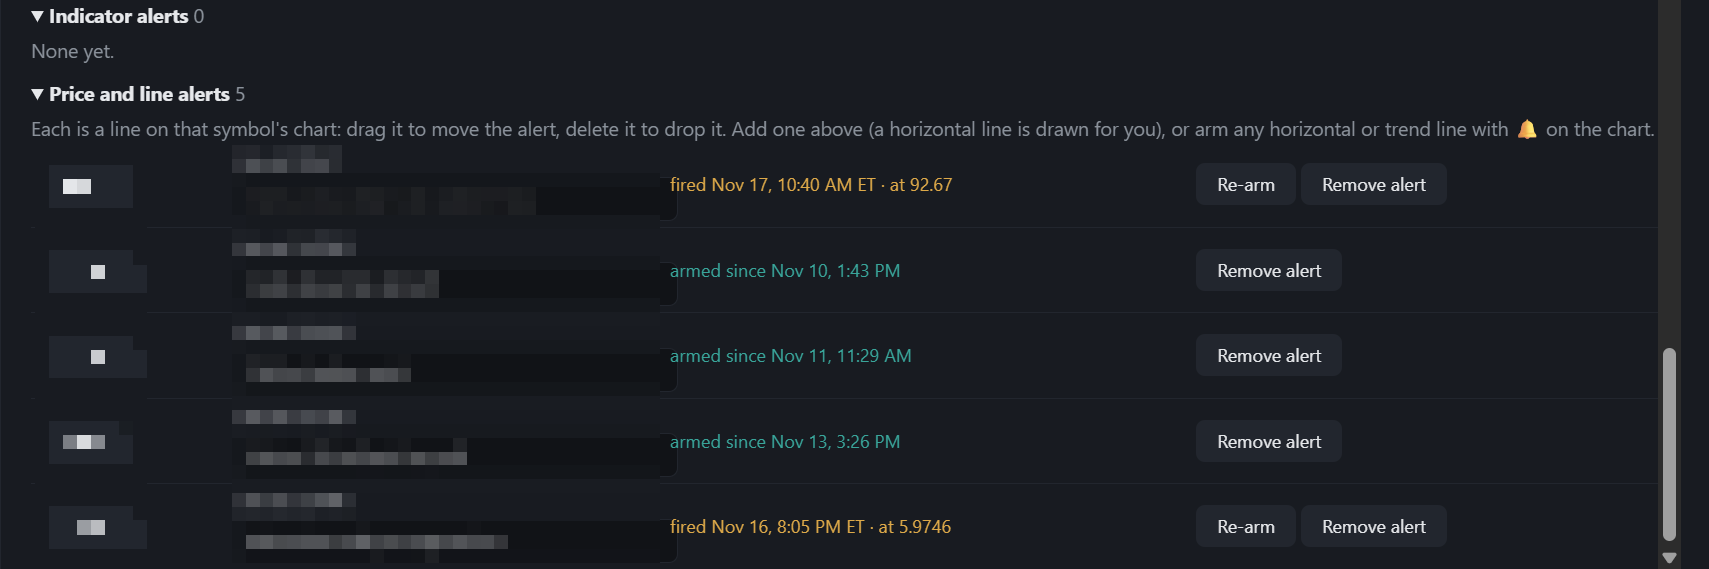 ▼ Indicator alerts 0
None yet.
▼ Price and line alerts 5
Each is a line on that symbol's chart: drag it to move the alert, delete it to drop it. Add one above (a horizontal line is drawn for you), or arm any horizontal or trend line with 🔔 on the chart.
fired Nov 17, 10:40 AM ET · at 92.67 Re-arm Remove alert
armed since Nov 10, 1:43 PM Remove alert
armed since Nov 11, 11:29 AM Remove alert
armed since Nov 13, 3:26 PM Remove alert
fired Nov 16, 8:05 PM ET · at 5.9746 Re-arm Remove alert